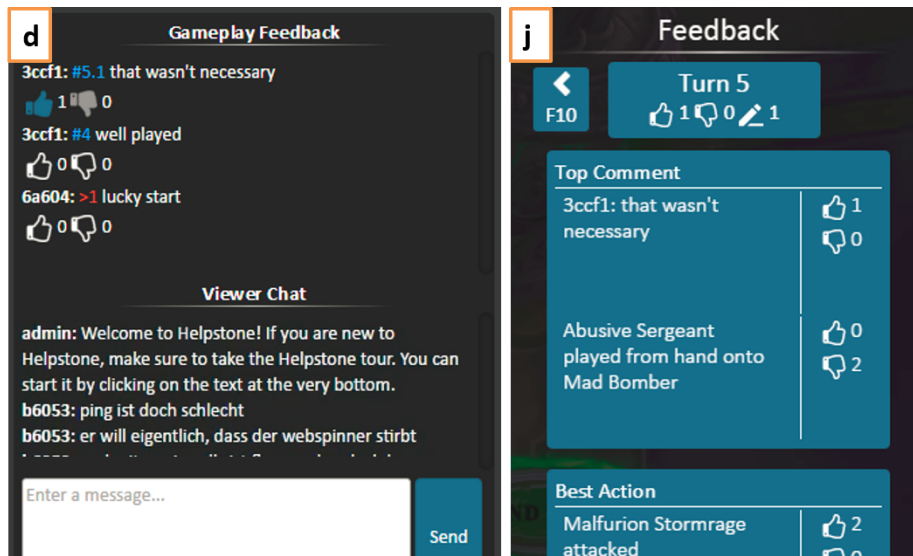 d
Gameplay Feedback
3ccf1: #5.1 that wasn't necessary
1 0
3ccf1: #4 well played
0 0
6a604: >1 lucky start
0 0
Viewer Chat
admin: Welcome to Helpstone! If you are new to
Helpstone, make sure to take the Helpstone tour. You can
start it by clicking on the text at the very bottom.
b6053: ping ist doch schlecht
b6053: er will eigentlich, dass der webspinner stirbt
Enter a message...
Send
j
Feedback
F10
Turn 5
1 0 1
Top Comment
3ccf1: that wasn't
necessary
1
0
Abusive Sergeant
played from hand onto
Mad Bomber
0
2
Best Action
Malfurion Stormrage
attacked
2